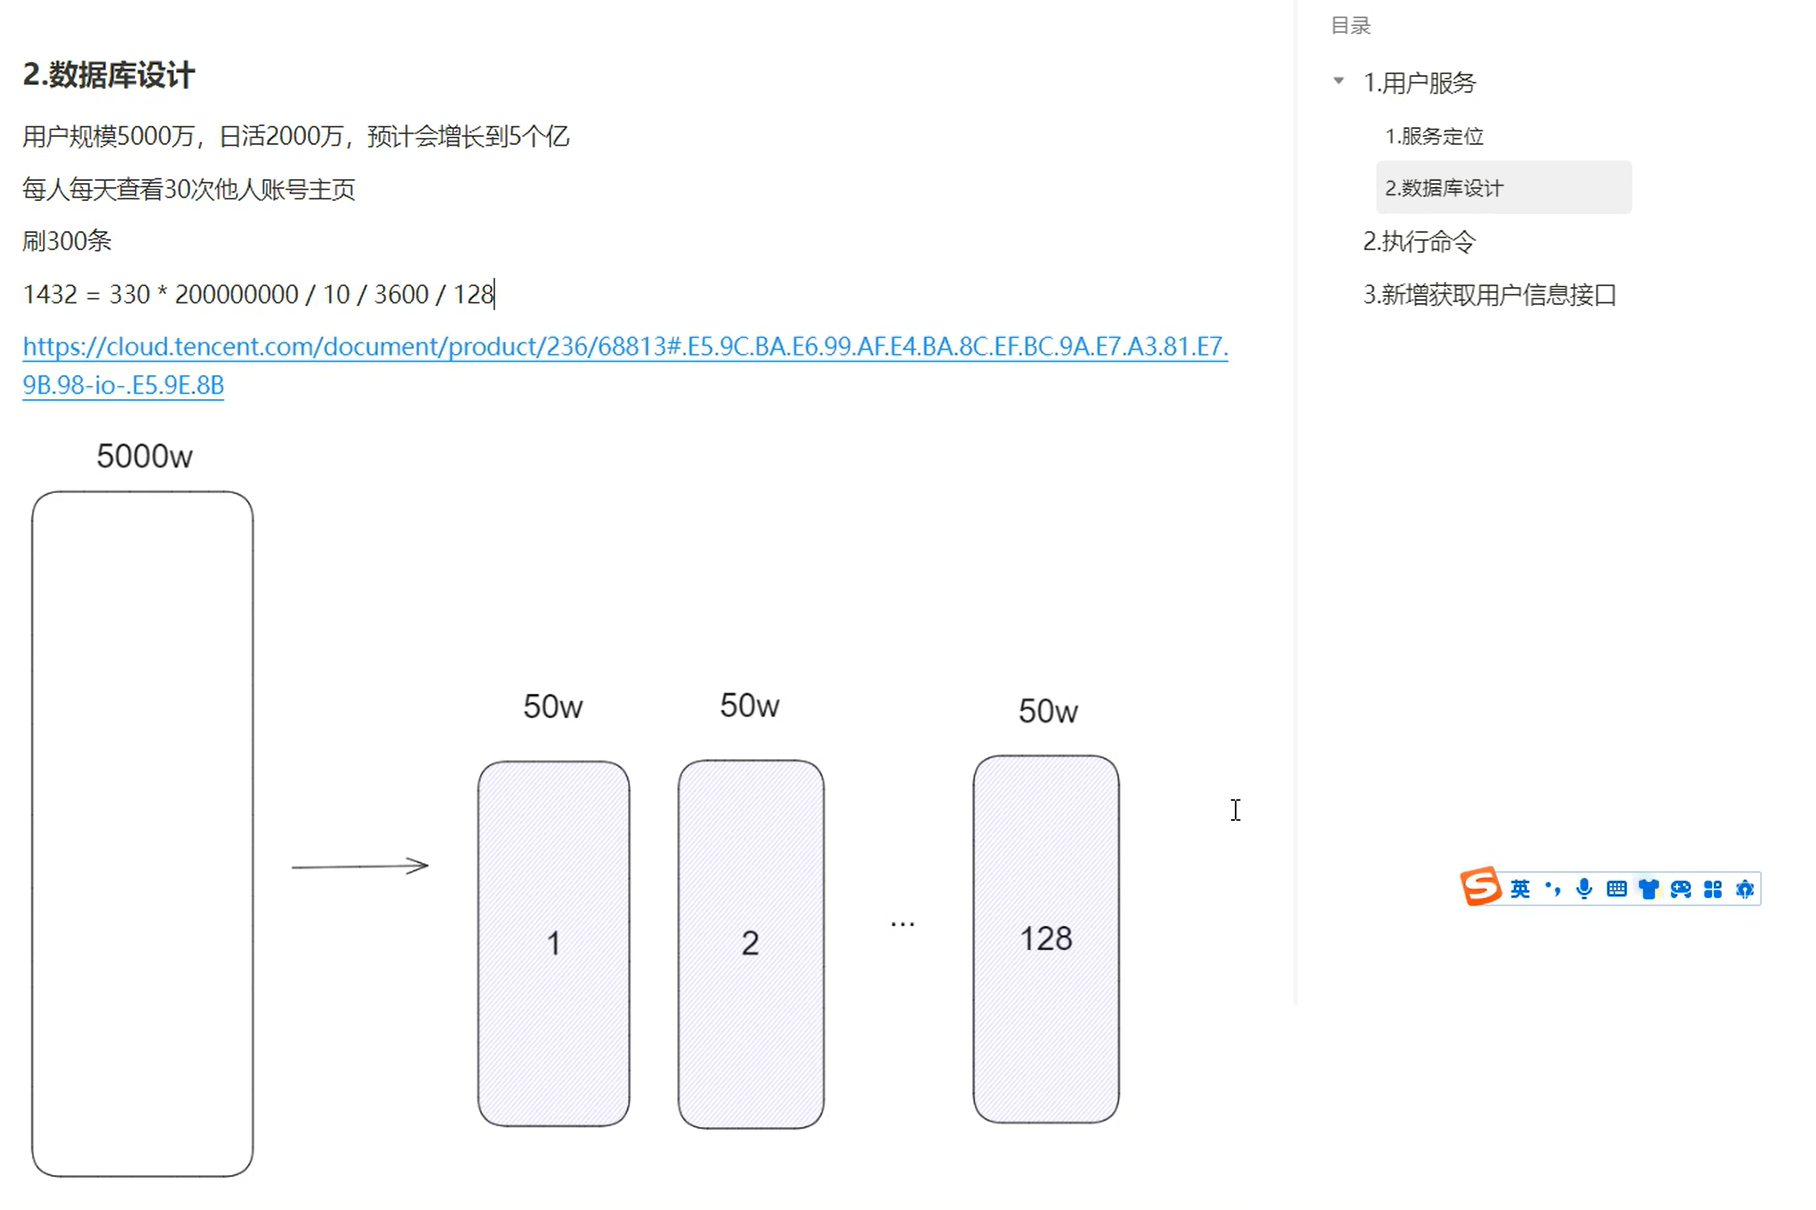 2.数据库设计
用户规模5000万，日活2000万，预计会增长到5个亿
每人每天查看30次他人账号主页
刷300条
1432 = 330 * 200000000 / 10 / 3600 / 128
https://cloud.tencent.com/document/product/236/68813#.E5.9C.BA.E6.99.AF.E4.BA.8C.EF.BC.9A.E7.A3.81.E7.
9B.98-io-.E5.9E.8B
5000w
50w
50w
50w
1
2
...
128
目录
1.用户服务
1.服务定位
2.数据库设计
2.执行命令
3.新增获取用户信息接口
S 英